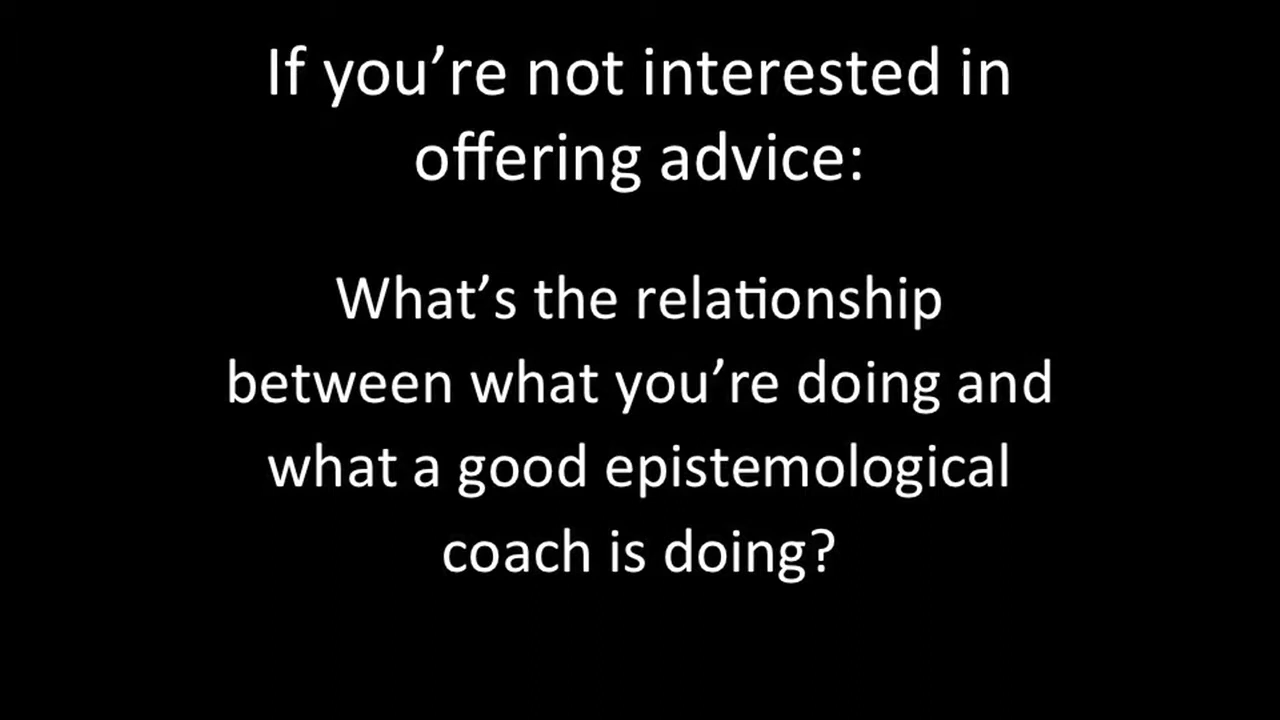 If you’re not interested in
offering advice:
What’s the relationship
between what you’re doing and
what a good epistemological
coach is doing?